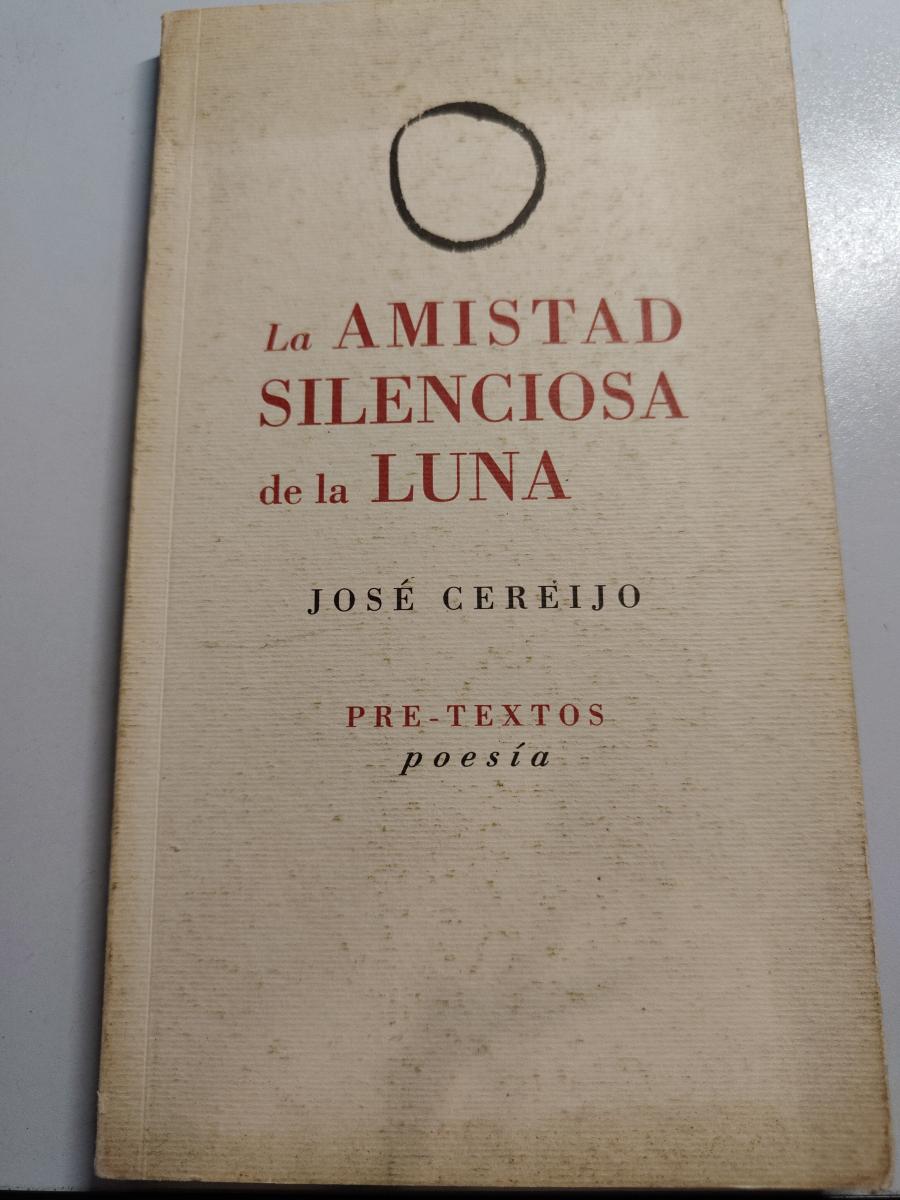 La AMISTAD
SILENCIOSA
de la LUNA
JOSÉ CEREIJO
PRE-TEXTOS
poesía